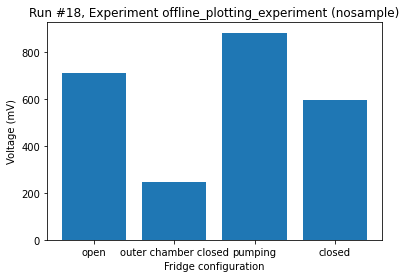 Run #18, Experiment offline_plotting_experiment (nosample)
800
600
400
200
0
Voltage (mV)
open
outer chamber closed
pumping
closed
Fridge configuration